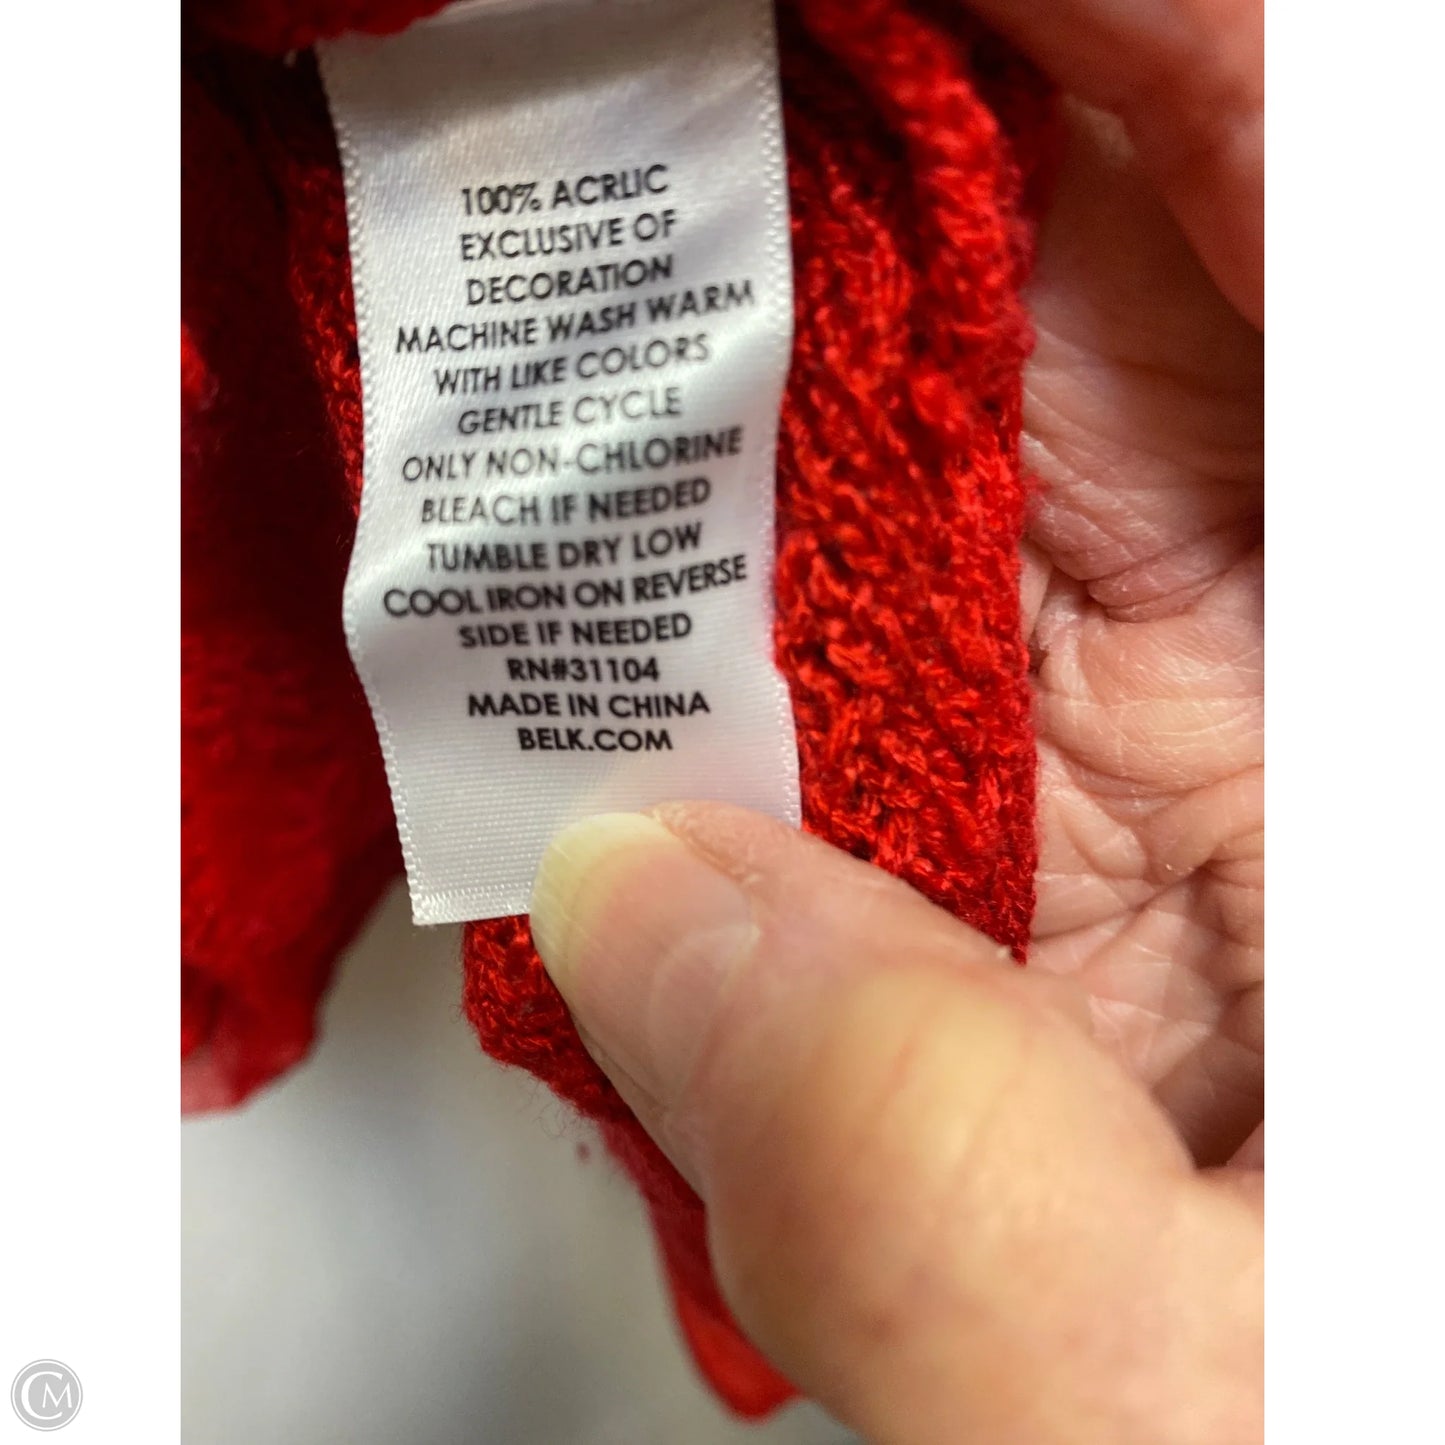 100% ACRLIC
EXCLUSIVE OF
DECORATION
MACHINE WASH WARM
WITH LIKE COLORS
GENTLE CYCLE
ONLY NON-CHLORINE
BLEACH IF NEEDED
TUMBLE DRY LOW
COOL IRON ON REVERSE
SIDE IF NEEDED
RN#31104
MADE IN CHINA
BELK.COM
CM